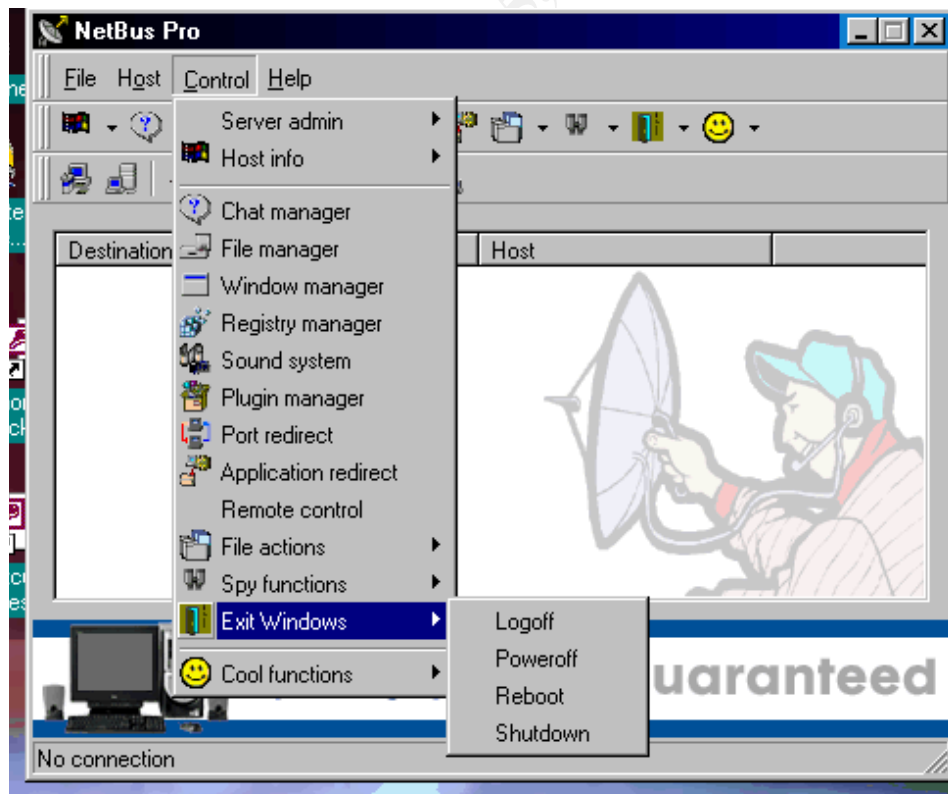 NetBus Pro
File Host Control Help
Server admin
Host info
Chat manager
File manager
Window manager
Registry manager
Sound system
Plugin manager
Port redirect
Application redirect
Remote control
File actions
Spy functions
Exit Windows
Cool functions
Destination
Host
Logoff
Poweroff
Reboot
Shutdown
uaranteed
No connection